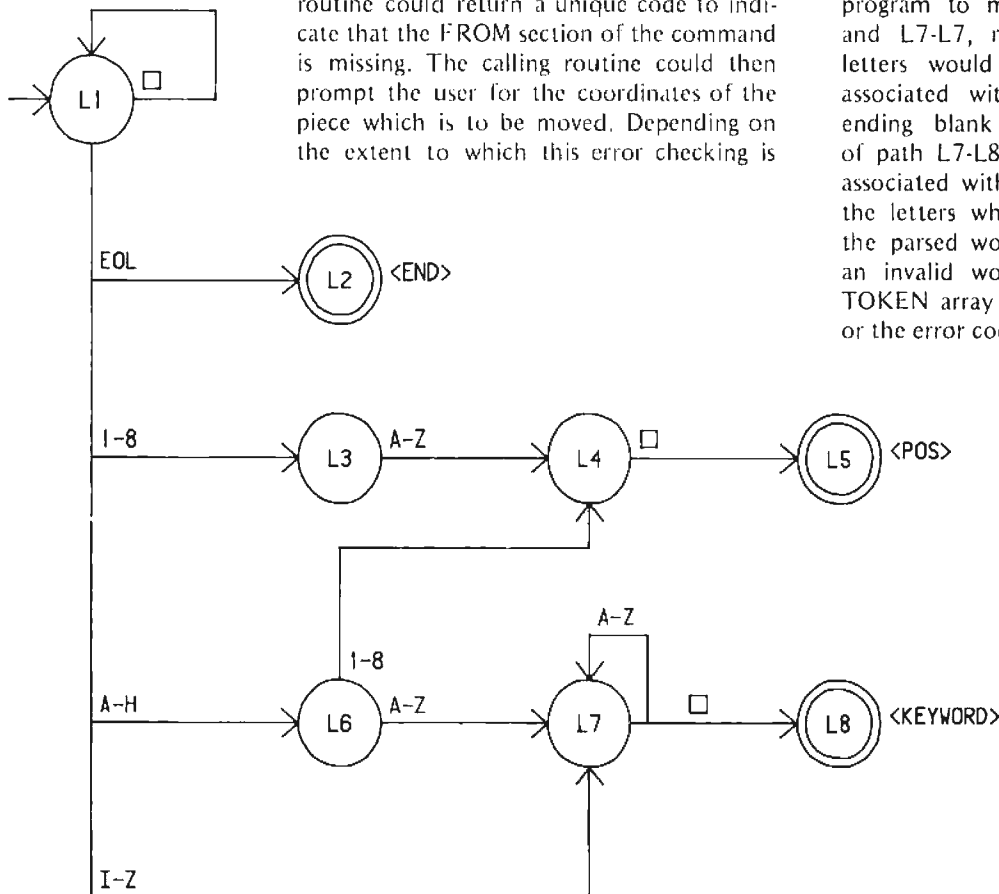 routine could return a unique code to indi-
cate that the FROM section of the command
is missing. The calling routine could then
prompt the user for the coordinates of the
piece which is to be moved. Depending on
the extent to which this error checking is
program to m
and L7-L7, r
letters would
associated wit
ending blank
of path L7-L8
associated with
the letters wh
the parsed wo
an invalid wo
TOKEN array
or the error co
L1 □
EOL L2 <END>
1-8 L3 A-Z L4 □ L5 <POS>
A-Z
1-8
A-H L6 A-Z L7 □ L8 <KEYWORD>
I-Z